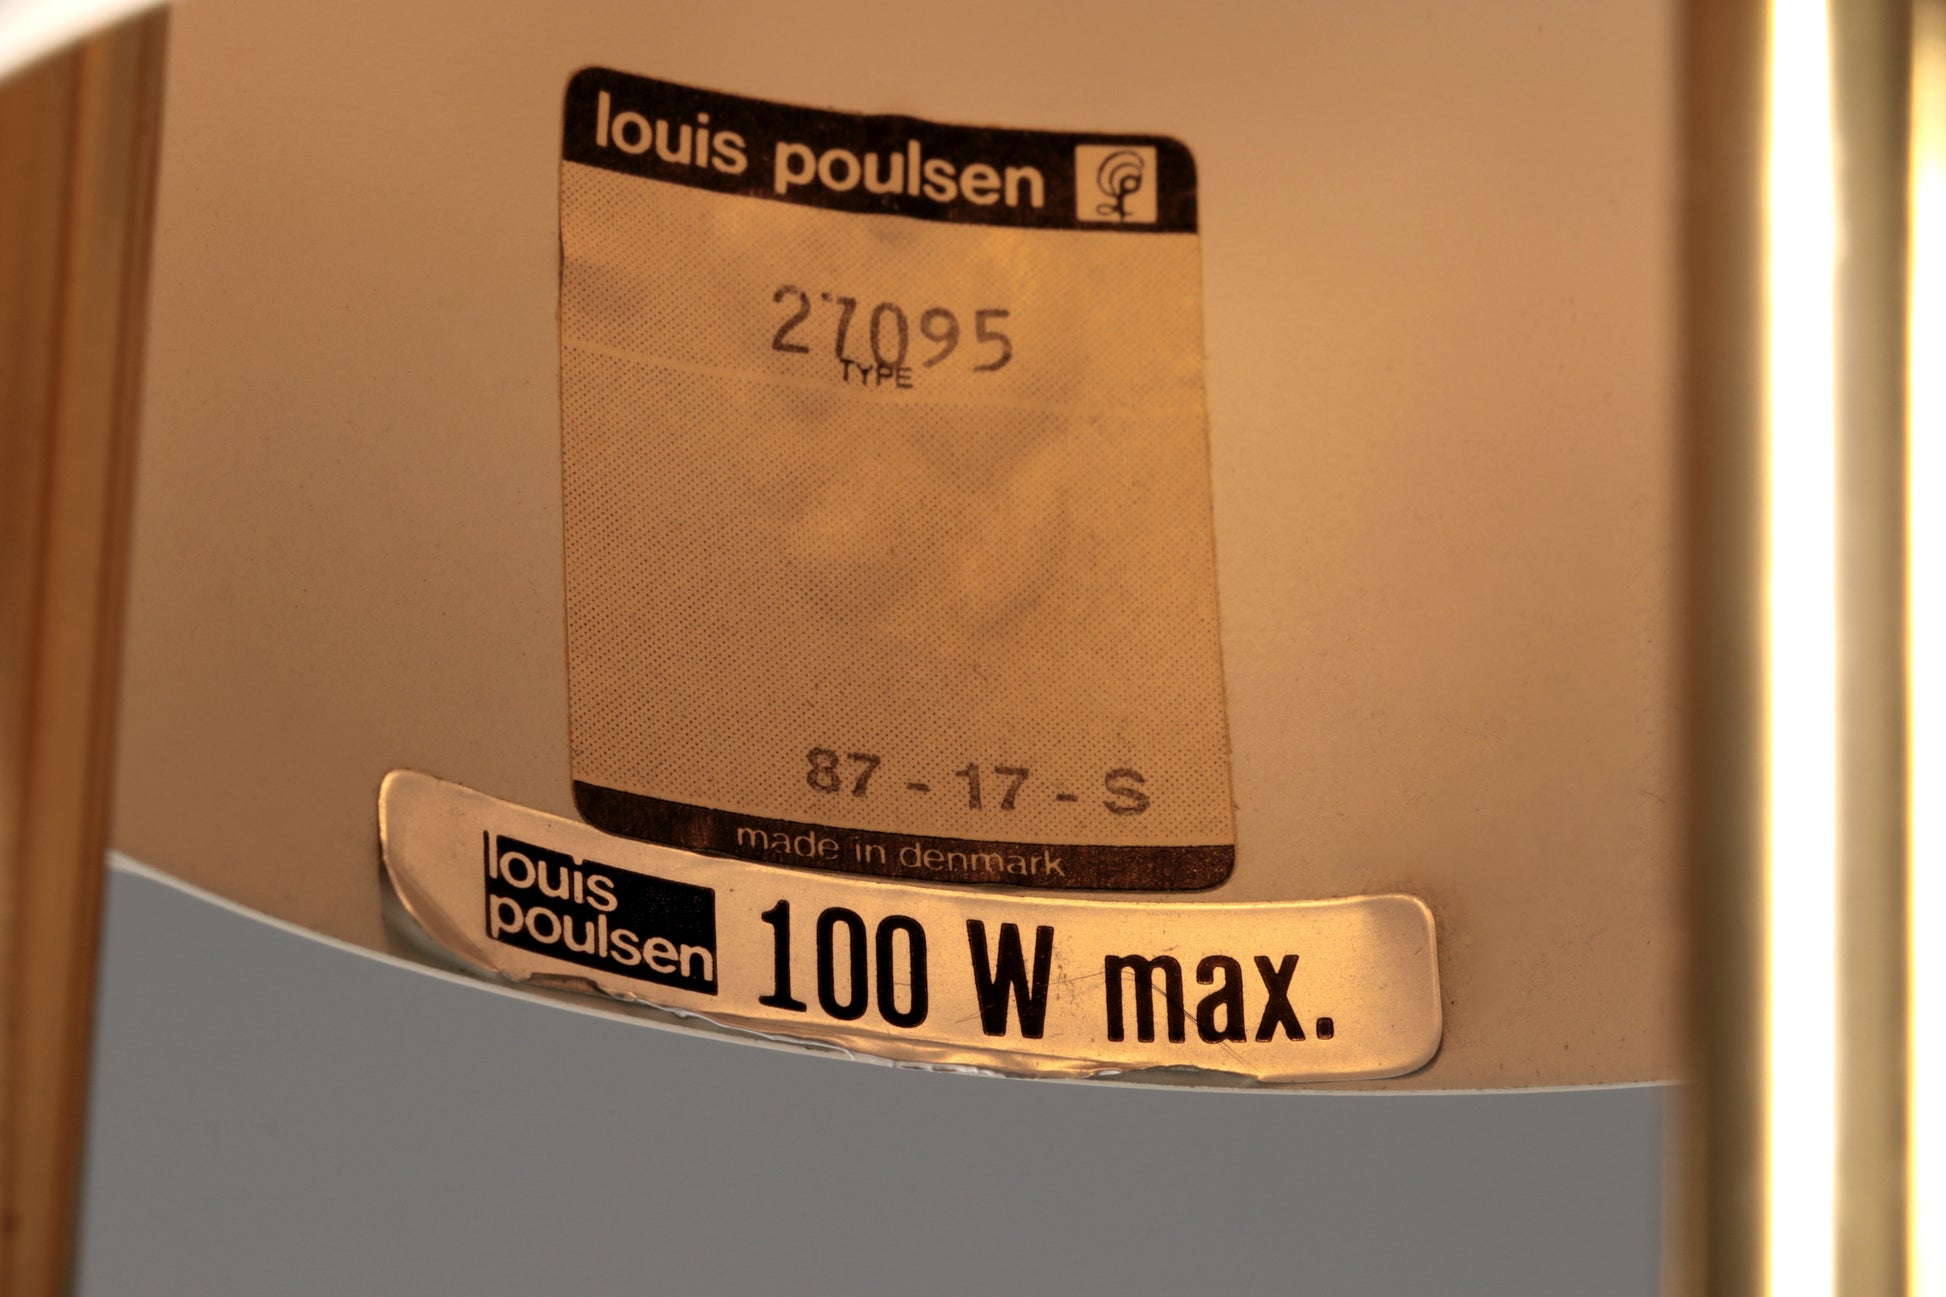 louis poulsen
27095
TYPE
87 - 17 - S
made in denmark
louis
poulsen
100 W max.